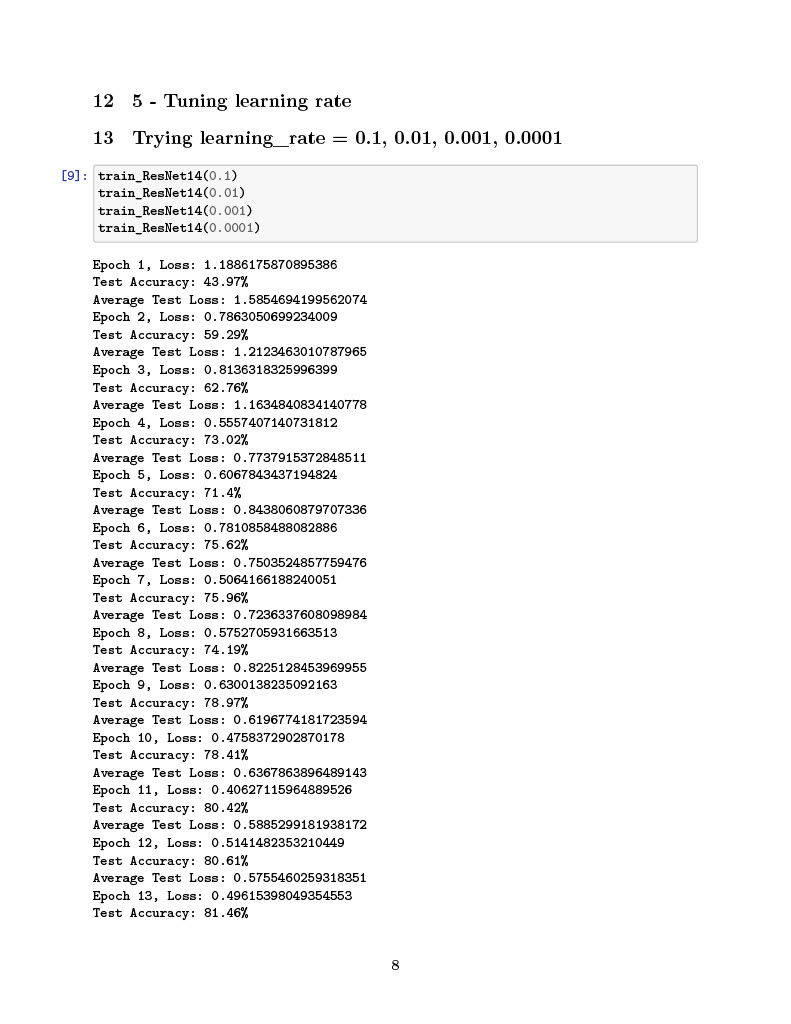 12 5 - Tuning learning rate
13 Trying learning_rate = 0.1, 0.01, 0.001, 0.0001
[9]: train_ResNet14(0.1)
train_ResNet14(0.01)
train_ResNet14(0.001)
train_ResNet14(0.0001)
Epoch 1, Loss: 1.1886175870895386
Test Accuracy: 43.97%
Average Test Loss: 1.5854694199562074
Epoch 2, Loss: 0.7863050699234009
Test Accuracy: 59.29%
Average Test Loss: 1.2123463010787965
Epoch 3, Loss: 0.8136318325996399
Test Accuracy: 62.76%
Average Test Loss: 1.1634840834140778
Epoch 4, Loss: 0.5557407140731812
Test Accuracy: 73.02%
Average Test Loss: 0.7737915372848511
Epoch 5, Loss: 0.6067843437194824
Test Accuracy: 71.4%
Average Test Loss: 0.8438060879707336
Epoch 6, Loss: 0.7810858488082886
Test Accuracy: 75.62%
Average Test Loss: 0.7503524857759476
Epoch 7, Loss: 0.5064166188240051
Test Accuracy: 75.96%
Average Test Loss: 0.7236337608098984
Epoch 8, Loss: 0.5752705931663513
Test Accuracy: 74.19%
Average Test Loss: 0.8225128453969955
Epoch 9, Loss: 0.6300138235092163
Test Accuracy: 78.97%
Average Test Loss: 0.6196774181723594
Epoch 10, Loss: 0.4758372902870178
Test Accuracy: 78.41%
Average Test Loss: 0.6367863896489143
Epoch 11, Loss: 0.40627115964889526
Test Accuracy: 80.42%
Average Test Loss: 0.5885299181938172
Epoch 12, Loss: 0.5141482353210449
Test Accuracy: 80.61%
Average Test Loss: 0.5755460259318351
Epoch 13, Loss: 0.49615398049354553
Test Accuracy: 81.46%
8